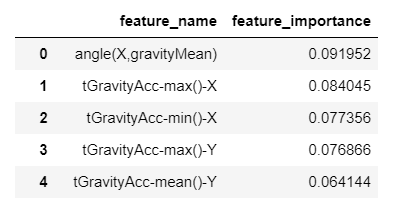 feature_name feature_importance
0 angle(X,gravityMean) 0.091952
1 tGravityAcc-max()-X 0.084045
2 tGravityAcc-min()-X 0.077356
3 tGravityAcc-max()-Y 0.076866
4 tGravityAcc-mean()-Y 0.064144